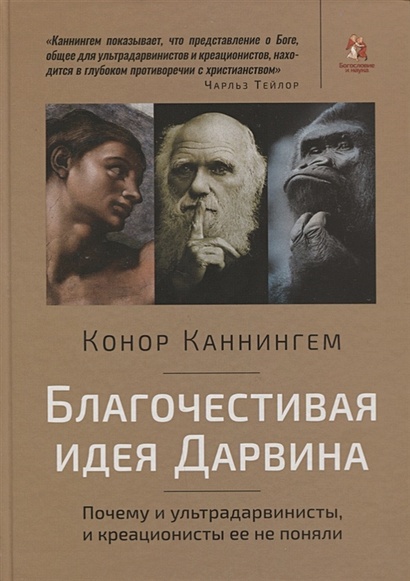 «Каннингем показывает, что представление о Боге,
общее для ультрадарвинистов и креационистов, нахо-
дится в глубоком противоречии с христианством»
Чарльз Тейлор
Богословие
и наука
Конор Каннингем
Благочестивая
идея Дарвина
Почему и ультрадарвинисты,
и креационисты ее не поняли